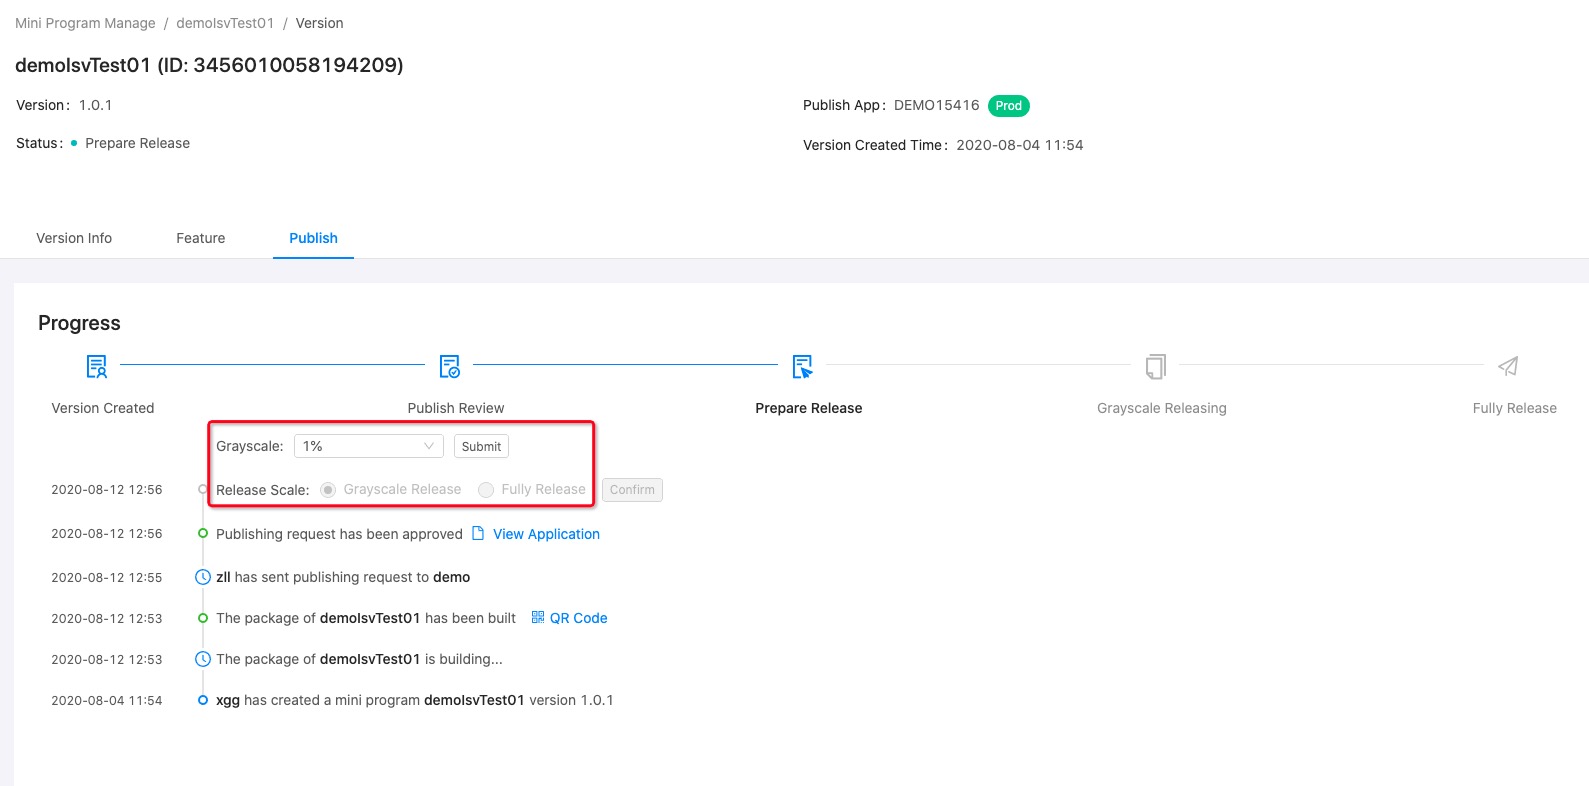 Mini Program Manage / demoIsvTest01 / Version
demoIsvTest01 (ID: 3456010058194209)
Version: 1.0.1
Publish App: DEMO15416 Prod
Status: Prepare Release
Version Created Time: 2020-08-04 11:54
Version Info Feature Publish
Progress
Version Created Publish Review Prepare Release Grayscale Releasing Fully Release
Grayscale: 1% Submit
2020-08-12 12:56 Release Scale: Grayscale Release Fully Release Confirm
2020-08-12 12:56 Publishing request has been approved View Application
2020-08-12 12:55 zll has sent publishing request to demo
2020-08-12 12:53 The package of demoIsvTest01 has been built QR Code
2020-08-12 12:53 The package of demoIsvTest01 is building...
2020-08-04 11:54 xgg has created a mini program demoIsvTest01 version 1.0.1